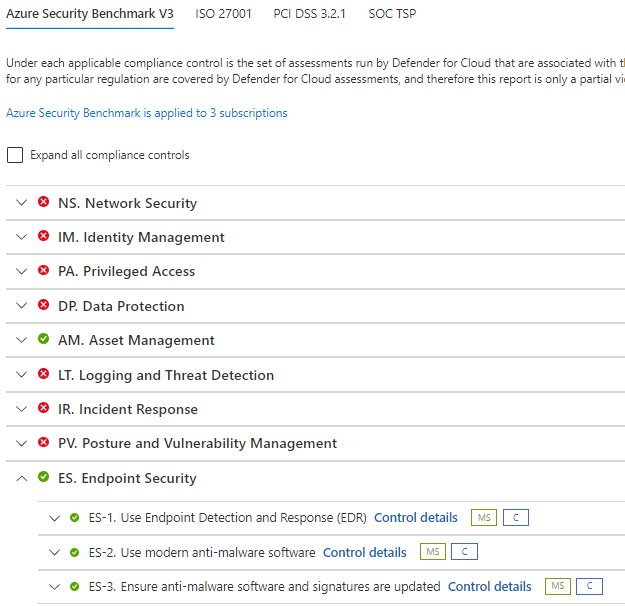 Azure Security Benchmark V3 ISO 27001 PCI DSS 3.2.1 SOC TSP
Under each applicable compliance control is the set of assessments run by Defender for Cloud that are associated with
for any particular regulation are covered by Defender for Cloud assessments, and therefore this report is only a partial
Azure Security Benchmark is applied to 3 subscriptions
Expand all compliance controls
NS. Network Security
IM. Identity Management
PA. Privileged Access
DP. Data Protection
AM. Asset Management
LT. Logging and Threat Detection
IR. Incident Response
PV. Posture and Vulnerability Management
ES. Endpoint Security
ES-1. Use Endpoint Detection and Response (EDR) Control details MS C
ES-2. Use modern anti-malware software Control details MS C
ES-3. Ensure anti-malware software and signatures are updated Control details MS C